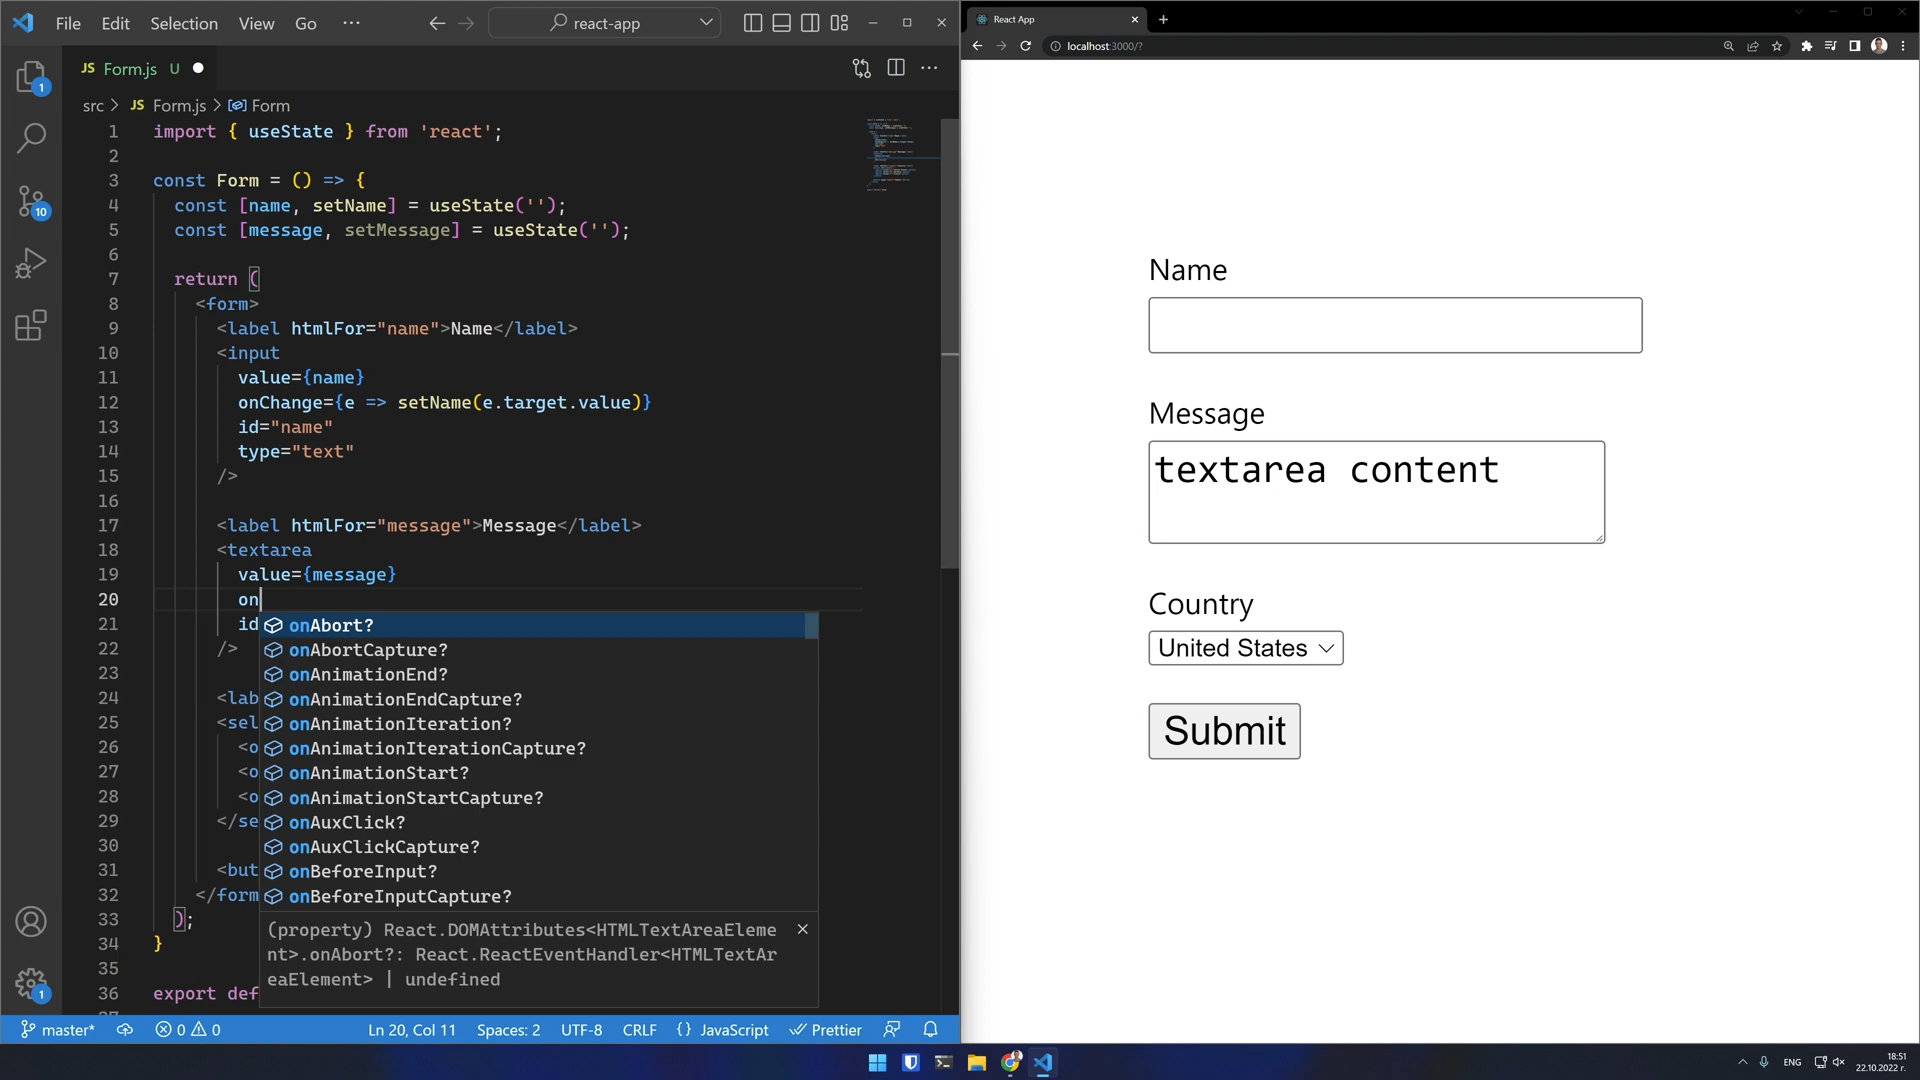 File Edit Selection View Go ···
react-app
JS Form.js U
src > JS Form.js > Form
1 import { useState } from 'react';
2
3 const Form = () => {
4 const [name, setName] = useState('');
5 const [message, setMessage] = useState('');
6
7 return (
8 <form>
9 <label htmlFor="name">Name</label>
10 <input
11 value={name}
12 onChange={e => setName(e.target.value)}
13 id="name"
14 type="text"
15 />
16
17 <label htmlFor="message">Message</label>
18 <textarea
19 value={message}
20 on
21 id
22 />
23
24 <lab
25 <sel
26 <o
27 <o
28 <o
29 </se
30
31 <but
32 </form
33 );
34 }
35
36 export def
onAbort?
onAbortCapture?
onAnimationEnd?
onAnimationEndCapture?
onAnimationIteration?
onAnimationIterationCapture?
onAnimationStart?
onAnimationStartCapture?
onAuxClick?
onAuxClickCapture?
onBeforeInput?
onBeforeInputCapture?
(property) React.DOMAttributes<HTMLTextAreaEleme
nt>.onAbort?: React.ReactEventHandler<HTMLTextAr
eaElement> | undefined
1
10
1
master* 0 0 Ln 20, Col 11 Spaces: 2 UTF-8 CRLF {} JavaScript Prettier
React App
localhost:3000/?
Name
Message
textarea content
Country
United States
Submit
ENG
18:51
22.10.2022 г.